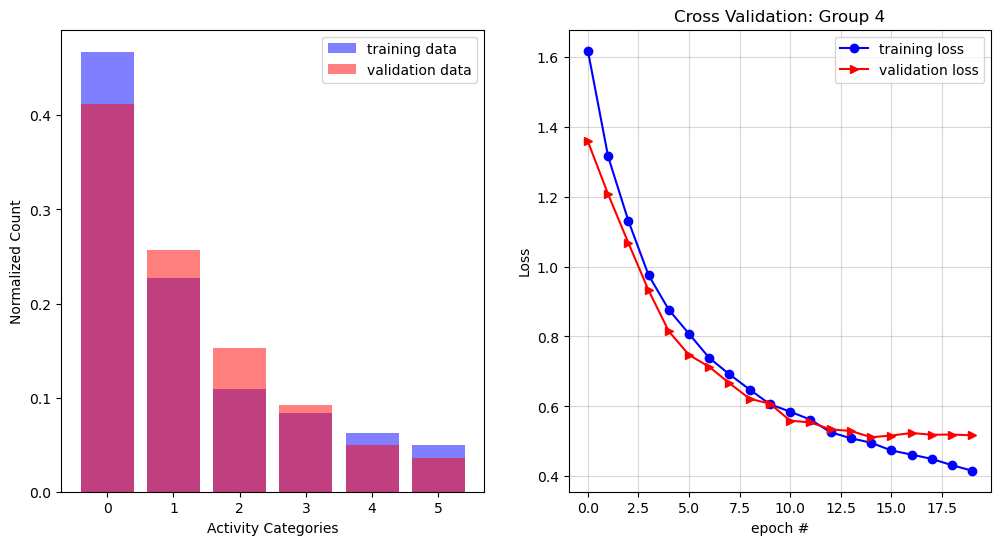 training data
validation data
Normalized Count
0.4
0.3
0.2
0.1
0.0
0 1 2 3 4 5
Activity Categories
Cross Validation: Group 4
training loss
validation loss
Loss
1.6
1.4
1.2
1.0
0.8
0.6
0.4
0.0 2.5 5.0 7.5 10.0 12.5 15.0 17.5
epoch #